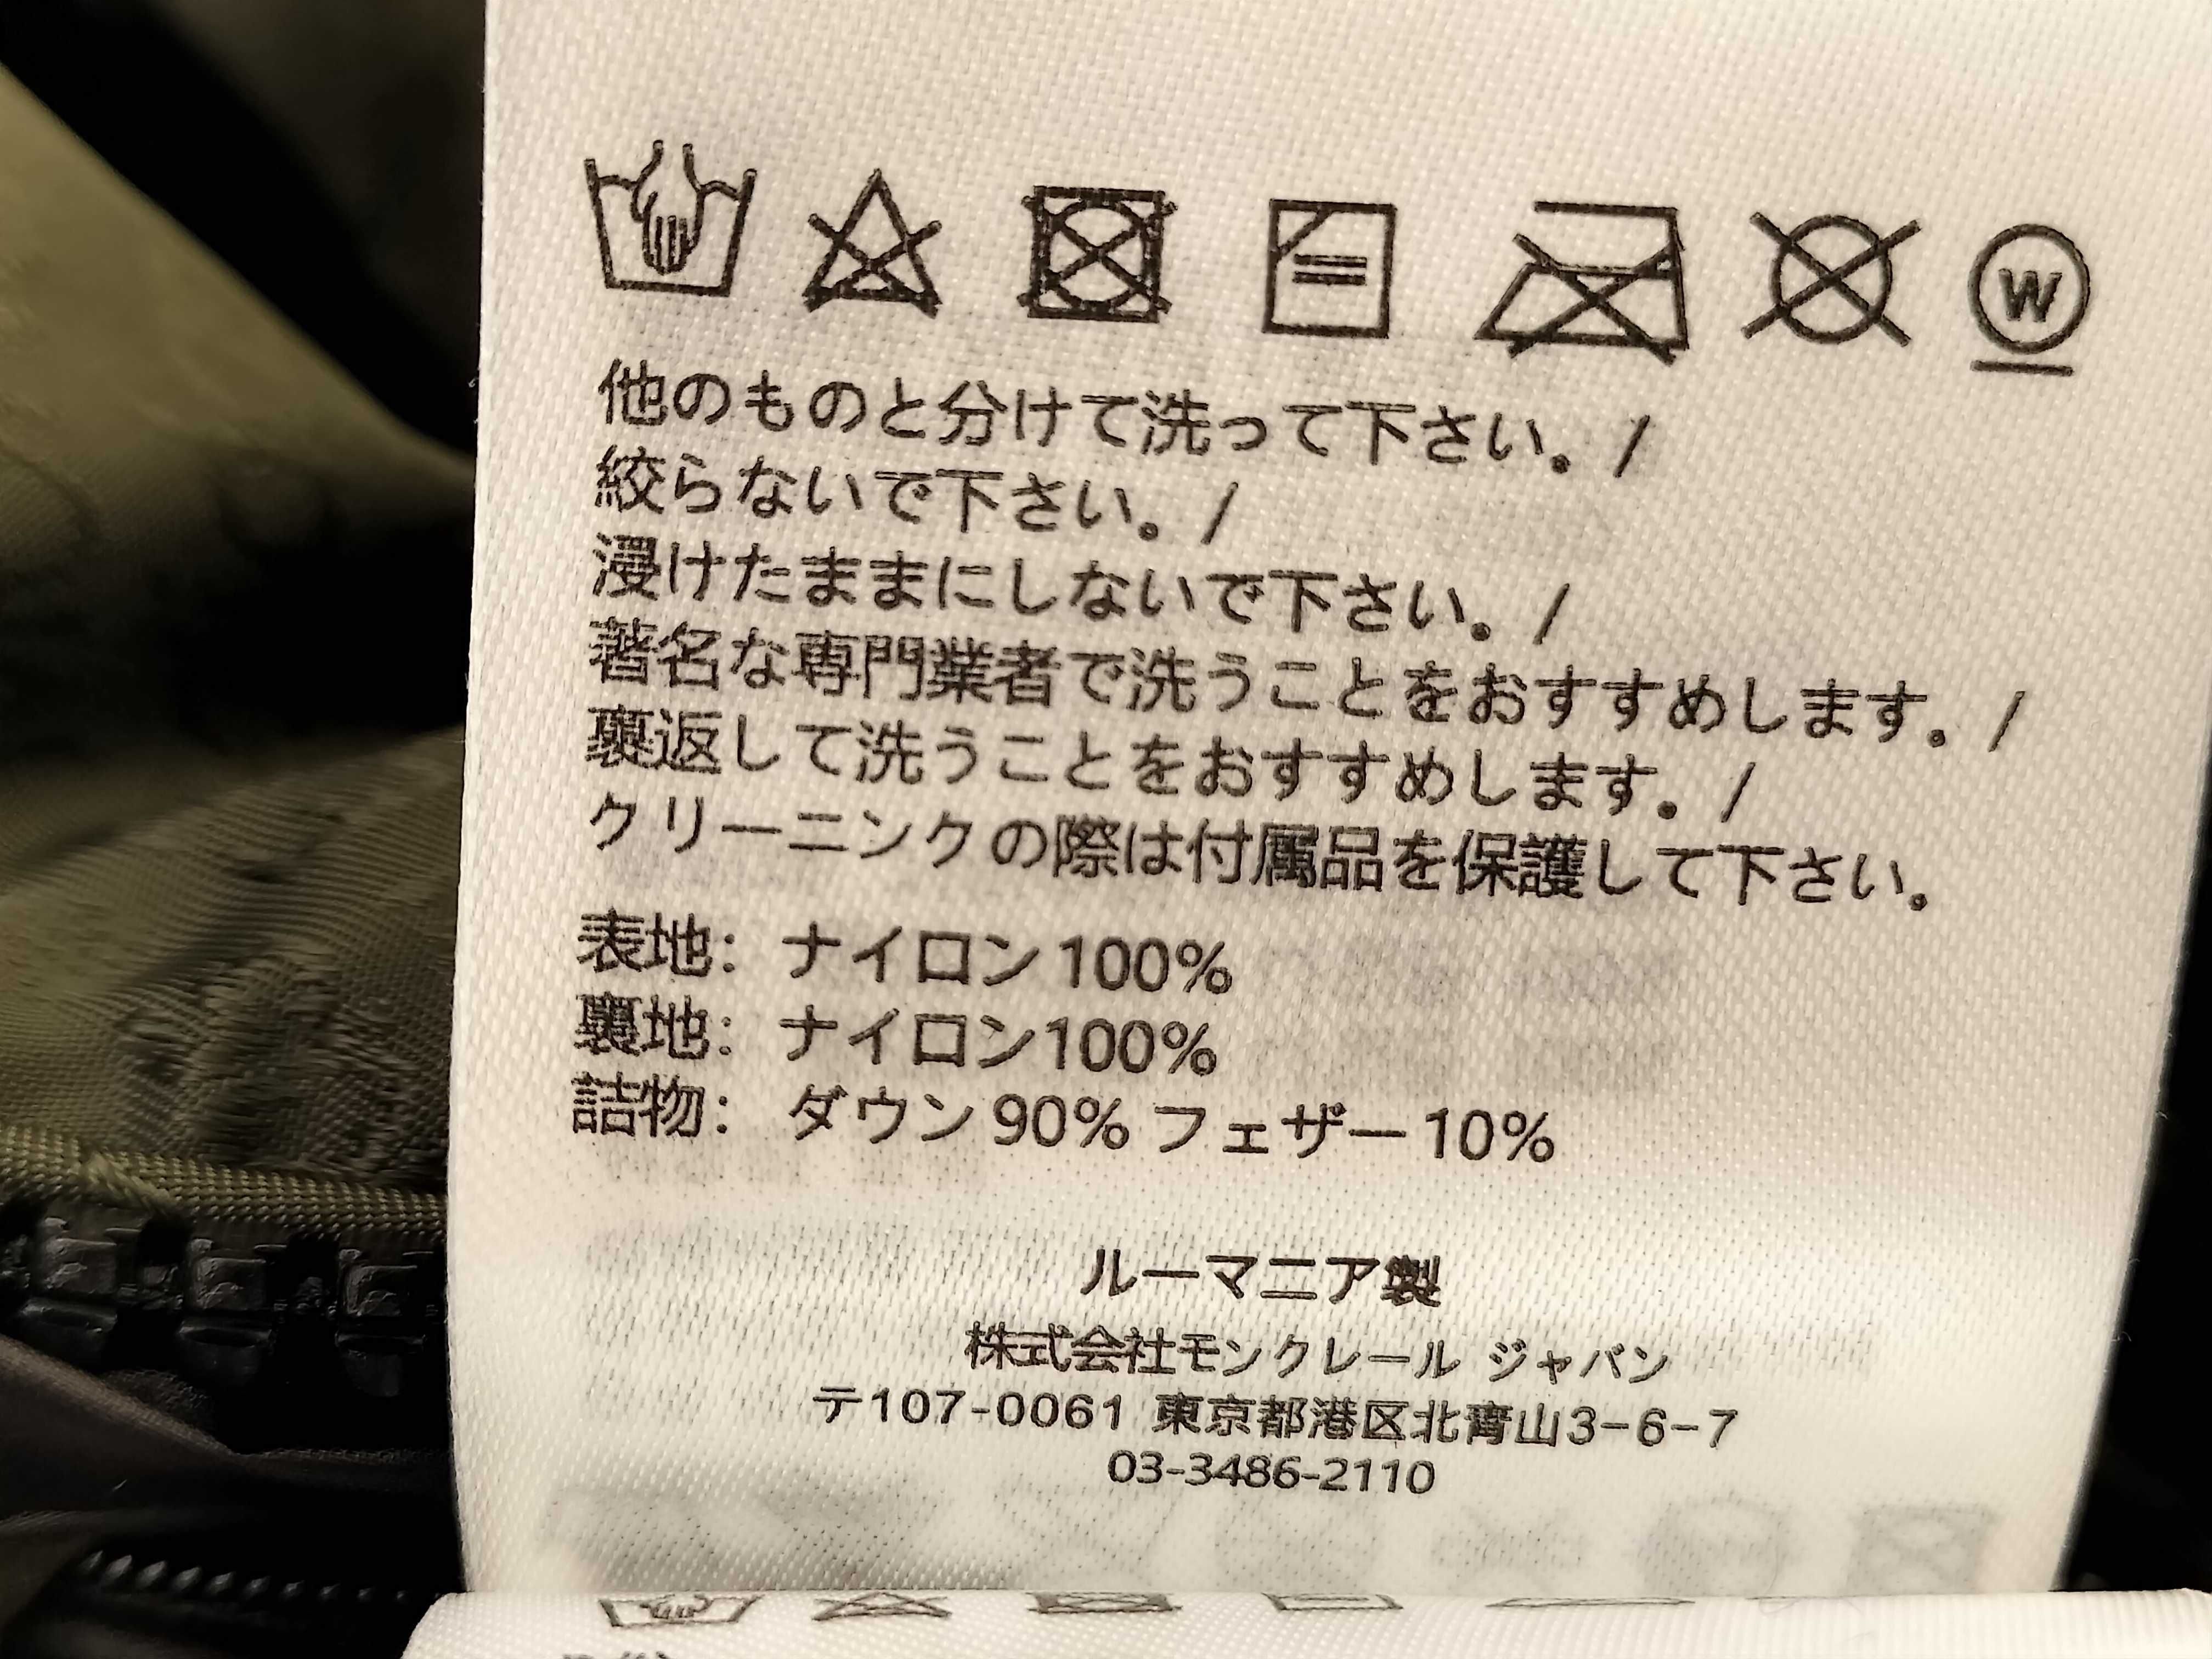 W
他のものと分けて洗って下さい。/
絞らないで下さい。/
浸けたままにしないで下さい。/
著名な専門業者で洗うことをおすすめします。/
裏返して洗うことをおすすめします。/
クリーニンクの際は付属品を保護して下さい。
表地: ナイロン100%
裏地: ナイロン100%
詰物: ダウン90% フェザー10%
ルーマニア製
株式会社モンクレール ジャパン
〒107-0061 東京都港区北青山3-6-7
03-3486-2110